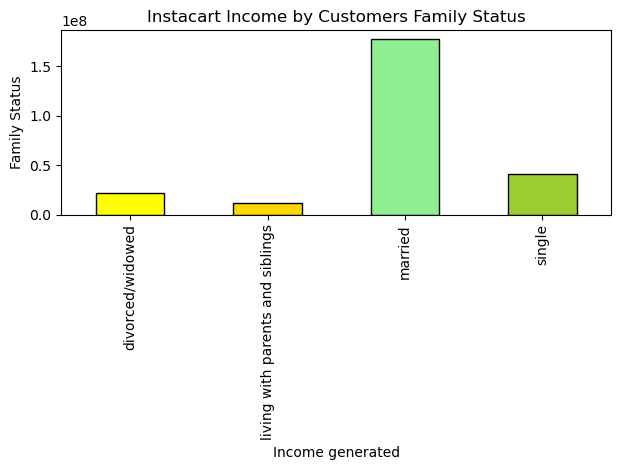 Instacart Income by Customers Family Status
1e8
Family Status
1.5
1.0
0.5
0.0
divorced/widowed
living with parents and siblings
married
single
Income generated